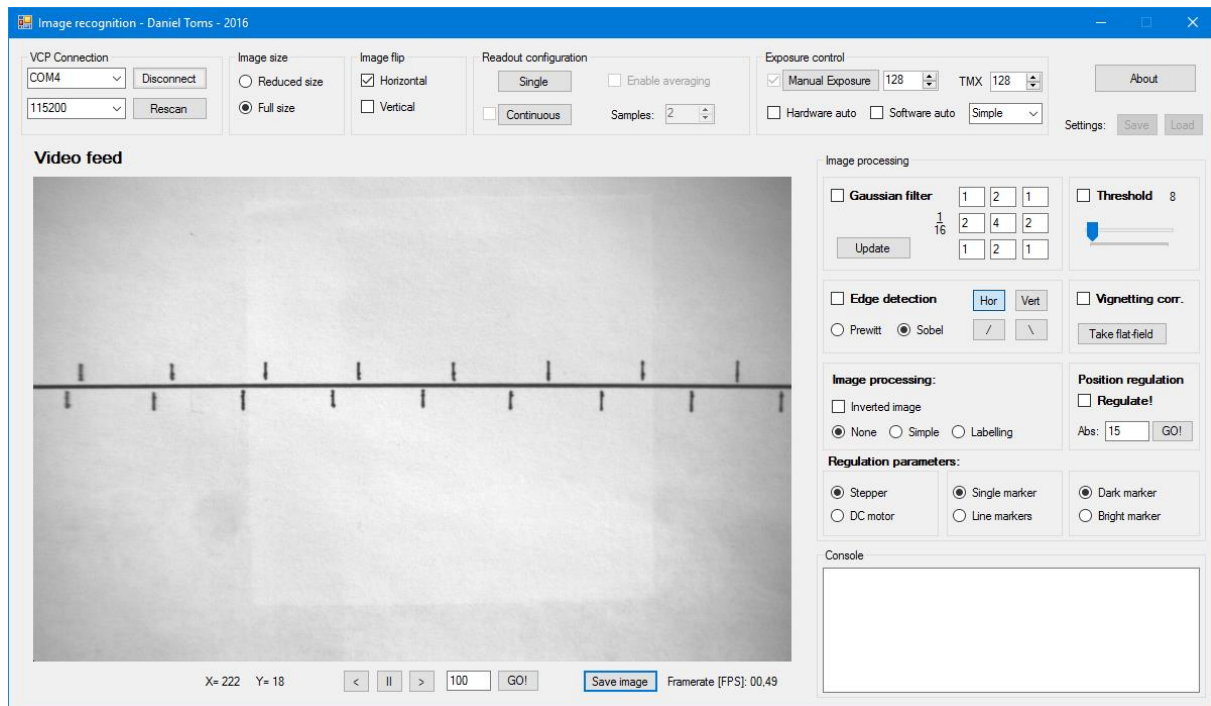 Image recognition - Daniel Toms - 2016
VCP Connection
COM4
Disconnect
115200
Rescan
Image size
Reduced size
Full size
Image flip
Horizontal
Vertical
Readout configuration
Single
Enable averaging
Continuous
Samples: 2
Exposure control
Manual Exposure 128 TMX 128
Hardware auto Software auto Simple
About
Settings: Save Load
Video feed
Image processing
Gaussian filter
1 2 1
1
16
2 4 2
Update
1 2 1
Threshold 8
Edge detection Hor Vert
Prewitt Sobel / \
Vignetting corr.
Take flat-field
Image processing:
Inverted image
None Simple Labelling
Position regulation
Regulate!
Abs: 15 GO!
Regulation parameters:
Stepper
DC motor
Single marker
Line markers
Dark marker
Bright marker
Console
X= 222 Y= 18 < II > 100 GO! Save image Framerate [FPS]: 00,49